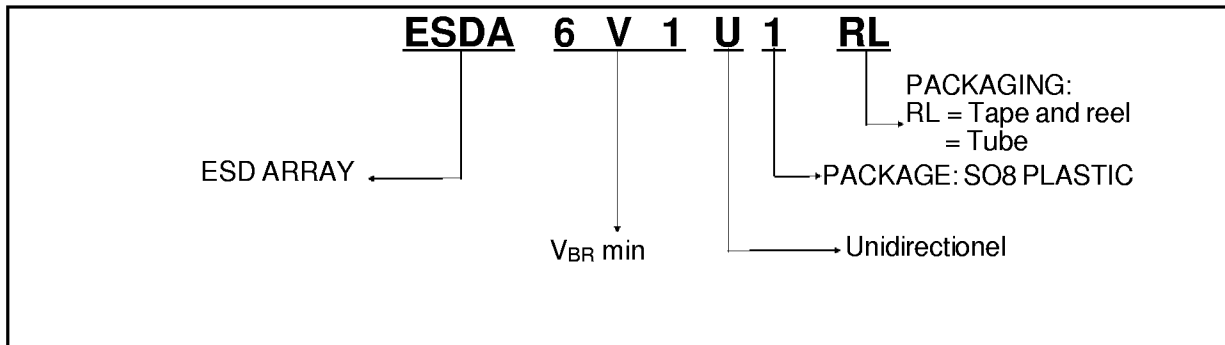 ESDA 6 V 1 U 1 RL
PACKAGING:
RL = Tape and reel
= Tube
ESD ARRAY
PACKAGE: SO8 PLASTIC
VBR min
Unidirectionel